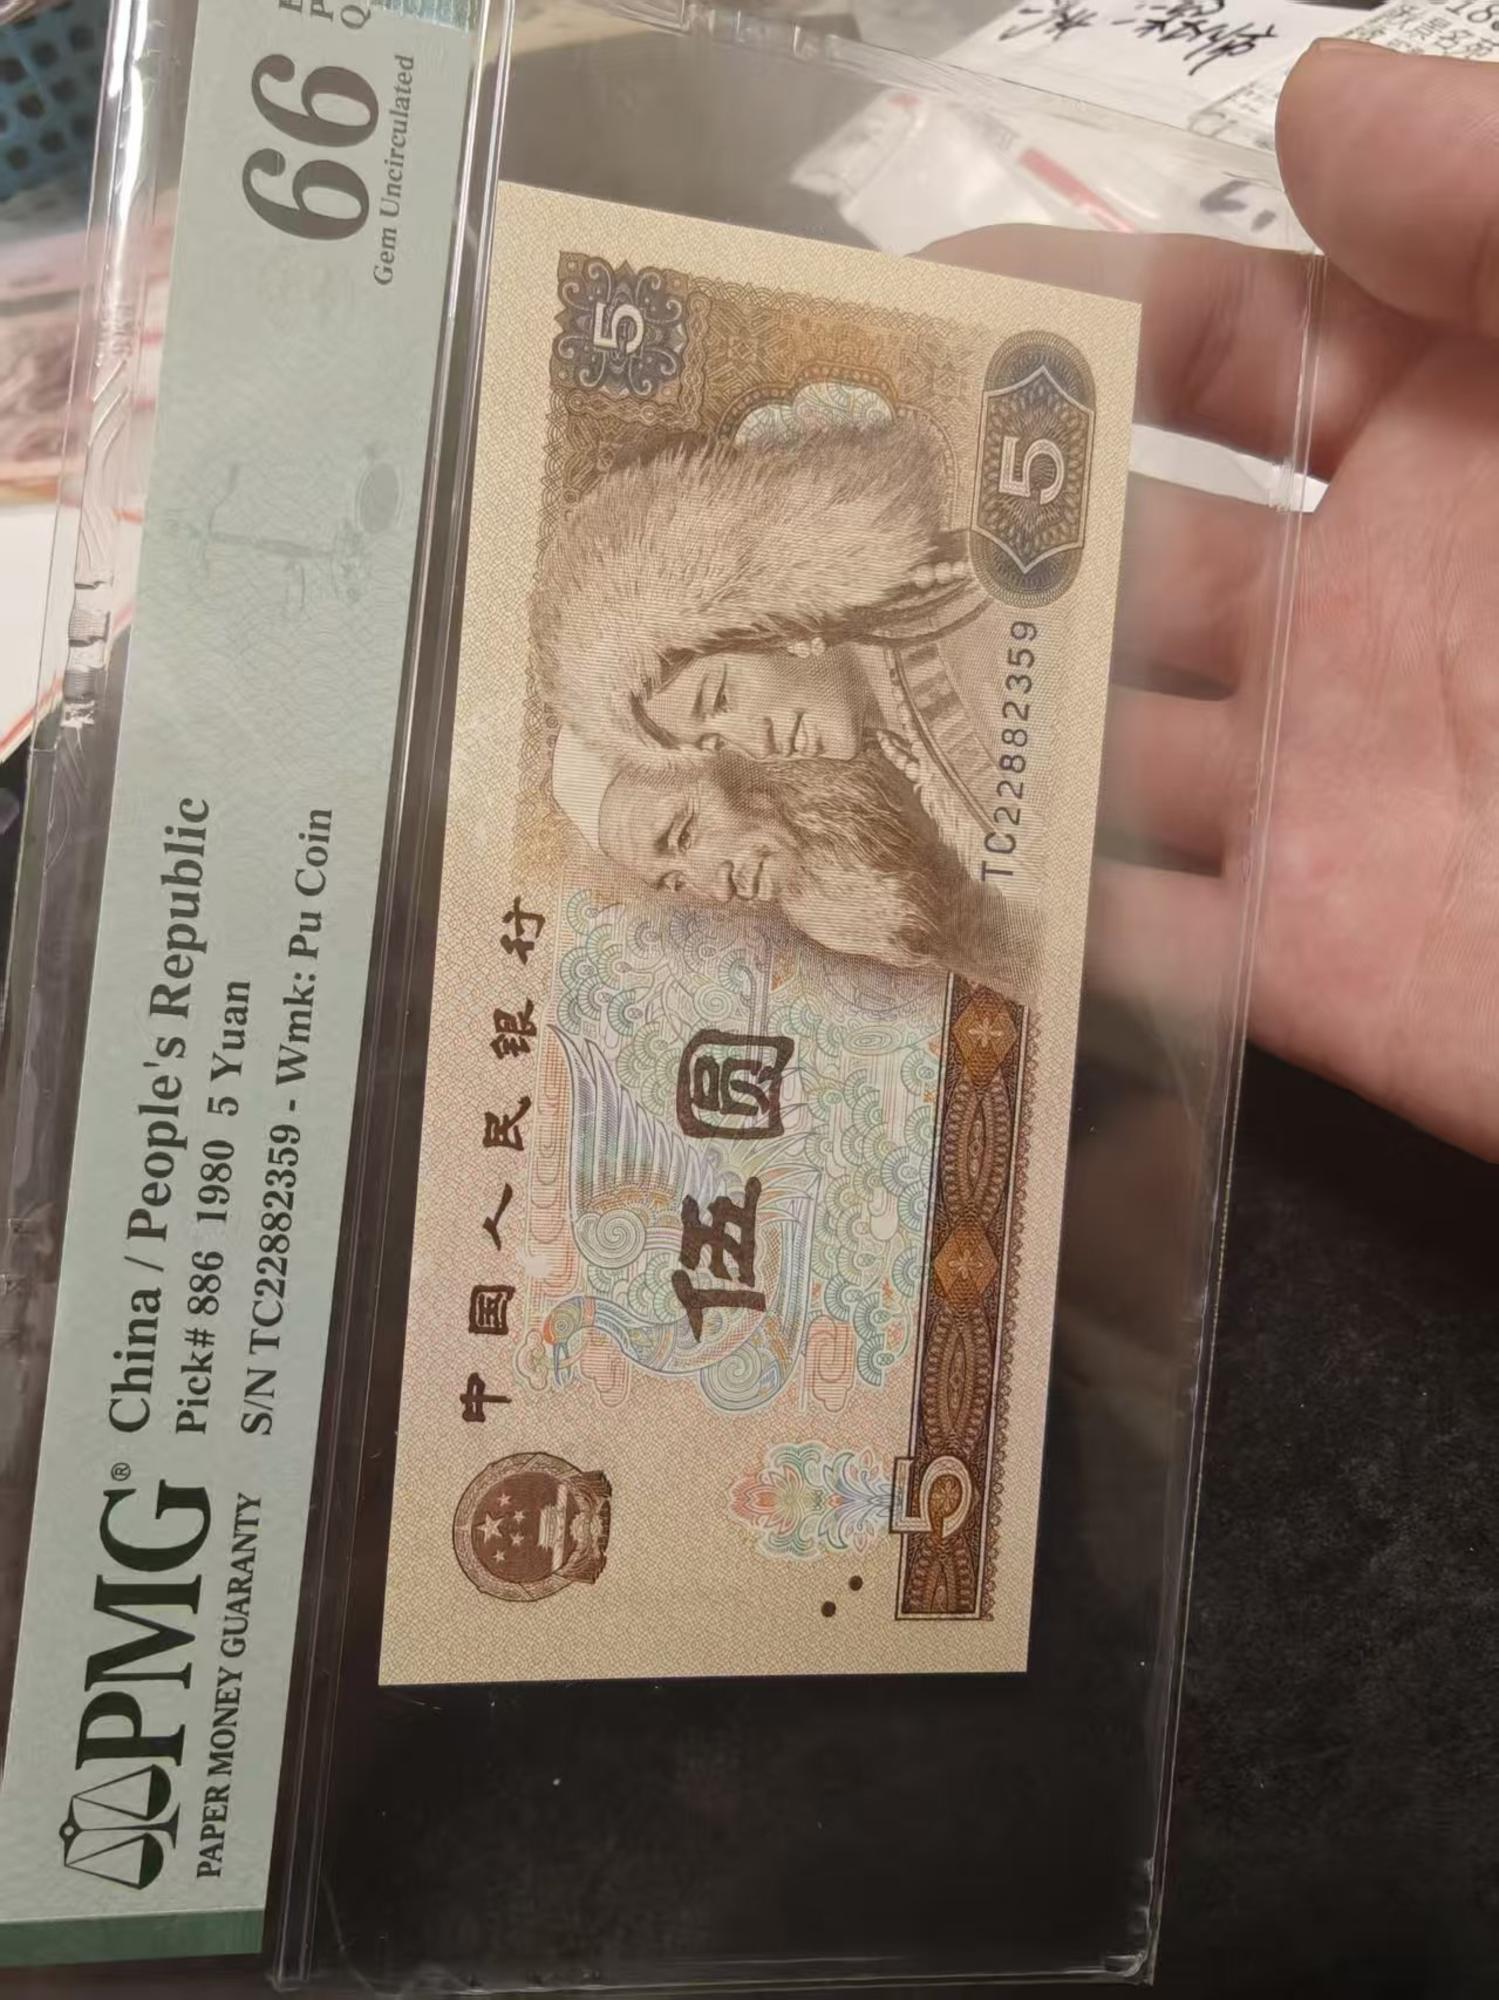 PMG® China / People's Republic
PAPER MONEY GUARANTY
Pick# 886 1980 5 Yuan
S/N TC22882359 - Wmk: Pu Coin
66
Gem Uncirculated
中国人民银行
5
伍圆
TC22882359
5
5